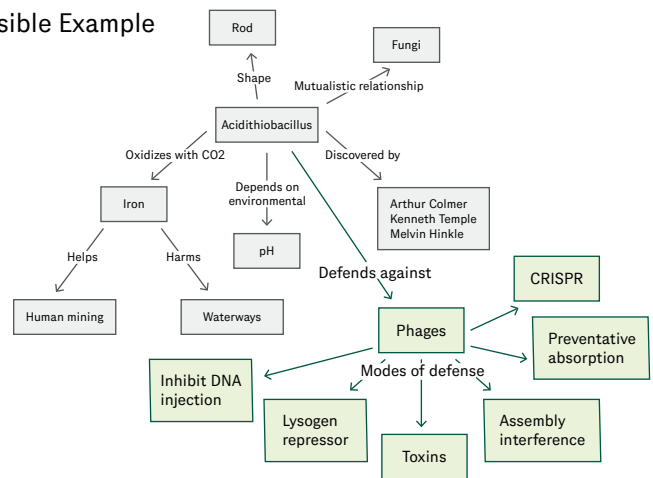 sible Example
Rod
Fungi
Shape
Mutualistic relationship
Acidithiobacillus
Oxidizes with CO2
Discovered by
Depends on
environmental
Iron
Arthur Colmer
Kenneth Temple
Melvin Hinkle
pH
Helps
Harms
Defends against
CRISPR
Human mining
Waterways
Phages
Preventative
absorption
Modes of defense
Inhibit DNA
injection
Lysogen
repressor
Toxins
Assembly
interference